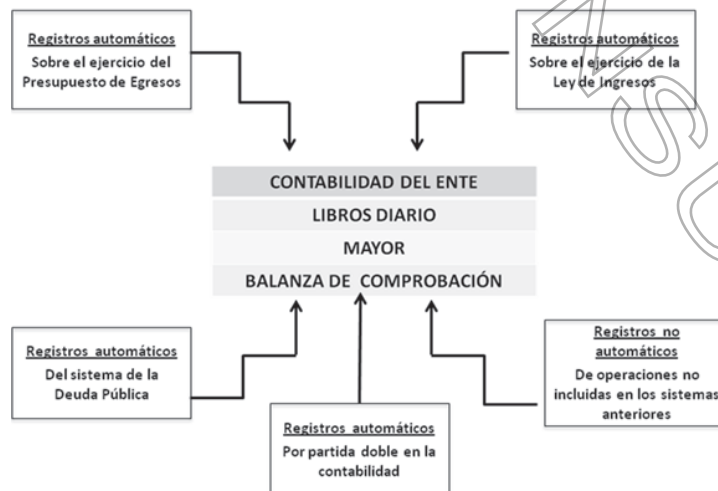 Registros automáticos
Sobre el ejercicio del
Presupuesto de Egresos
Registros automáticos
Sobre el ejercicio de la
Ley de Ingresos
CONTABILIDAD DEL ENTE
LIBROS DIARIO
MAYOR
BALANZA DE COMPROBACIÓN
Registros automáticos
Del sistema de la
Deuda Pública
Registros automáticos
Por partida doble en la
contabilidad
Registros no
automáticos
De operaciones no
incluidas en los sistemas
anteriores